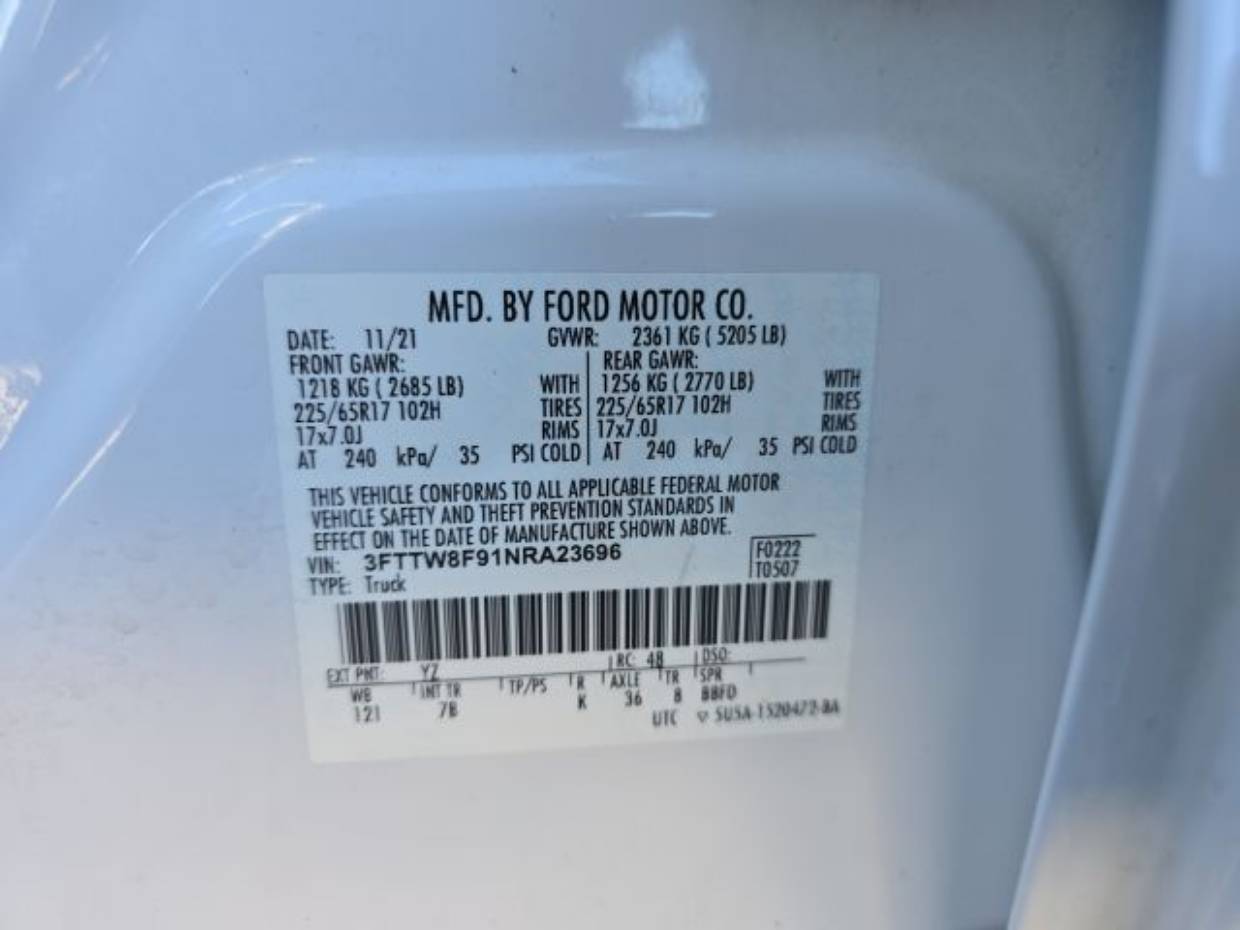 MFD. BY FORD MOTOR CO.
DATE: 11/21 GVWR: 2361 KG ( 5205 LB)
FRONT GAWR: REAR GAWR:
1218 KG ( 2685 LB) WITH 1256 KG ( 2770 LB) WITH
225/65R17 102H TIRES 225/65R17 102H TIRES
17x7.0J RIMS 17x7.0J RIMS
AT 240 kPa/ 35 PSI COLD AT 240 kPa/ 35 PSI COLD
THIS VEHICLE CONFORMS TO ALL APPLICABLE FEDERAL MOTOR
VEHICLE SAFETY AND THEFT PREVENTION STANDARDS IN
EFFECT ON THE DATE OF MANUFACTURE SHOWN ABOVE.
VIN: 3FTTW8F91NRA23696 F0222
TYPE: Truck T0507
EXT PNT: YZ RC: 48 DSO:
WB INT TR TP/PS R AXLE TR SPR
121 7B K 36 8 BBFD
UTC 5U5A-1520472-BA